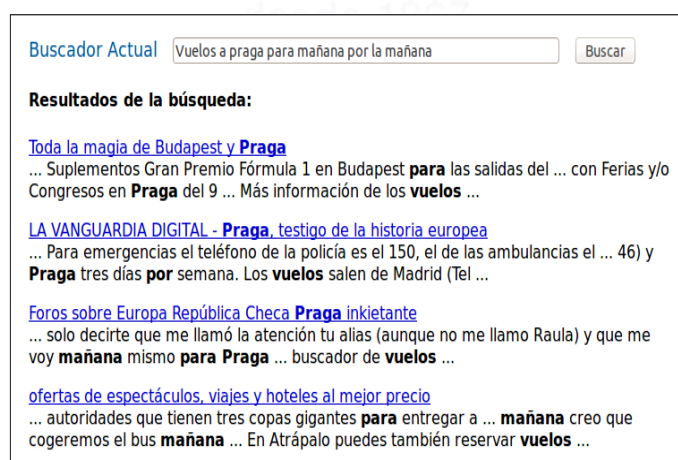 desde 1867
Buscador Actual Vuelos a praga para mañana por la mañana Buscar
Resultados de la búsqueda:
Toda la magia de Budapest y Praga
... Suplementos Gran Premio Fórmula 1 en Budapest para las salidas del ... con Ferias y/o
Congresos en Praga del 9 ... Más información de los vuelos ...
LA VANGUARDIA DIGITAL - Praga, testigo de la historia europea
... Para emergencias el teléfono de la policía es el 150, el de las ambulancias el ... 46) y
Praga tres días por semana. Los vuelos salen de Madrid (Tel ...
Foros sobre Europa República Checa Praga inkietante
... solo decirte que me llamó la atención tu alias (aunque no me llamo Raula) y que me
voy mañana mismo para Praga ... buscador de vuelos ...
ofertas de espectáculos, viajes y hoteles al mejor precio
... autoridades que tienen tres copas gigantes para entregar a ... mañana creo que
cogeremos el bus mañana ... En Atrápalo puedes también reservar vuelos ...